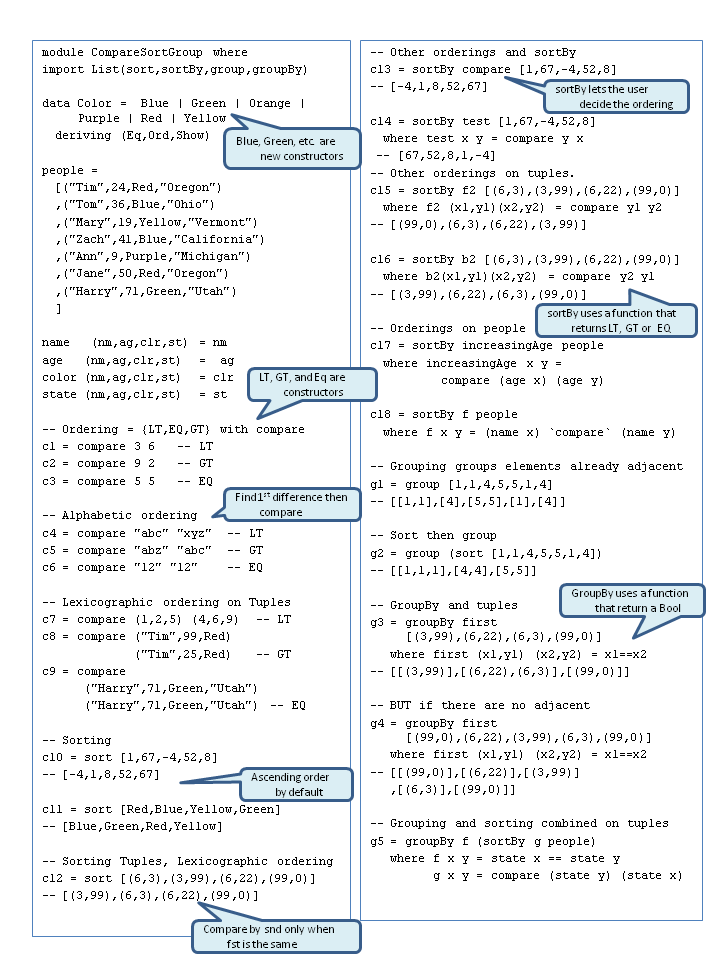 module CompareSortGroup where
import List(sort,sortBy,group,groupBy)
data Color =  Blue | Green | Orange |
Purple | Red | Yellow
deriving (Eq,Ord,Show)
Blue, Green, etc. are
new constructors
people =
[("Tim",24,Red,"Oregon")
,("Tom",36,Blue,"Ohio")
,("Mary",19,Yellow,"Vermont")
,("Zach",41,Blue,"California")
,("Ann",9,Purple,"Michigan")
,("Jane",50,Red,"Oregon")
,("Harry",71,Green,"Utah")
]
name   (nm,ag,clr,st)  = nm
age    (nm,ag,clr,st)  =  ag
color (nm,ag,clr,st)  = clr
state (nm,ag,clr,st)  = st
LT, GT, and Eq are
constructors
-- Ordering = {LT,EQ,GT} with compare
c1 = compare 3 6   -- LT
c2 = compare 9 2   -- GT
c3 = compare 5 5   -- EQ
Find 1st difference then
compare
-- Alphabetic ordering
c4 = compare "abc" "xyz"  -- LT
c5 = compare "abz" "abc"  -- GT
c6 = compare "12" "12"    -- EQ
-- Lexicographic ordering on Tuples
c7 = compare (1,2,5) (4,6,9)  -- LT
c8 = compare ("Tim",99,Red)
("Tim",25,Red)   -- GT
c9 = compare
("Harry",71,Green,"Utah")
("Harry",71,Green,"Utah")  -- EQ
-- Sorting
c10 = sort [1,67,-4,52,8]
-- [-4,1,8,52,67]
Ascending order
by default
c11 = sort [Red,Blue,Yellow,Green]
-- [Blue,Green,Red,Yellow]
-- Sorting Tuples, Lexicographic ordering
c12 = sort [(6,3),(3,99),(6,22),(99,0)]
-- [(3,99),(6,3),(6,22),(99,0)]
Compare by snd only when
fst is the same
-- Other orderings and sortBy
c13 = sortBy compare [1,67,-4,52,8]
-- [-4,1,8,52,67]
sortBy lets the user
decide the ordering
c14 = sortBy test [1,67,-4,52,8]
where test x y = compare y x
-- [67,52,8,1,-4]
-- Other orderings on tuples.
c15 = sortBy f2 [(6,3),(3,99),(6,22),(99,0)]
where f2 (x1,y1)(x2,y2) = compare y1 y2
-- [(99,0),(6,3),(6,22),(3,99)]
c16 = sortBy b2 [(6,3),(3,99),(6,22),(99,0)]
where b2(x1,y1)(x2,y2) = compare y2 y1
-- [(3,99),(6,22),(6,3),(99,0)]
sortBy uses a function that
returns LT, GT or  EQ
-- Orderings on people
c17 = sortBy increasingAge people
where increasingAge x y =
compare (age x) (age y)
c18 = sortBy f people
where f x y = (name x) `compare` (name y)
-- Grouping groups elements already adjacent
g1 = group [1,1,4,5,5,1,4]
-- [[1,1],[4],[5,5],[1],[4]]
-- Sort then group
g2 = group (sort [1,1,4,5,5,1,4])
-- [[1,1,1],[4,4],[5,5]]
GroupBy uses a function
that return a Bool
-- GroupBy and tuples
g3 = groupBy first
[(3,99),(6,22),(6,3),(99,0)]
where first (x1,y1) (x2,y2) = x1==x2
-- [[(3,99)],[(6,22),(6,3)],[(99,0)]]
-- BUT if there are no adjacent
g4 = groupBy first
[(99,0),(6,22),(3,99),(6,3),(99,0)]
where first (x1,y1) (x2,y2) = x1==x2
-- [[(99,0)],[(6,22)],[(3,99)]
,[(6,3)],[(99,0)]]
-- Grouping and sorting combined on tuples
g5 = groupBy f (sortBy g people)
where f x y = state x == state y
g x y = compare (state y) (state x)